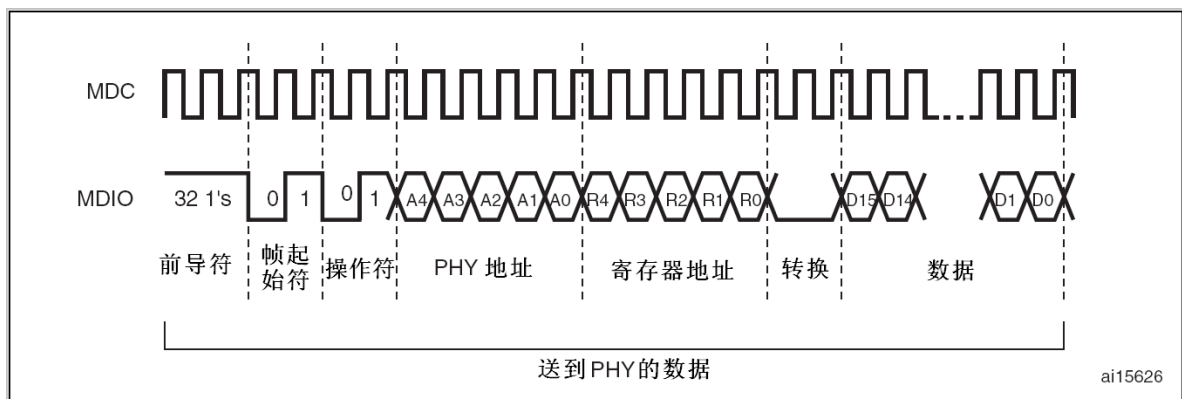 MDC
MDIO
32 1's 0 1 0 1 A4 A3 A2 A1 A0 R4 R3 R2 R1 R0 D15 D14 D1 D0
前导符 帧起始符 操作符 PHY 地址 寄存器地址 转换 数据
送到PHY的数据
ai15626